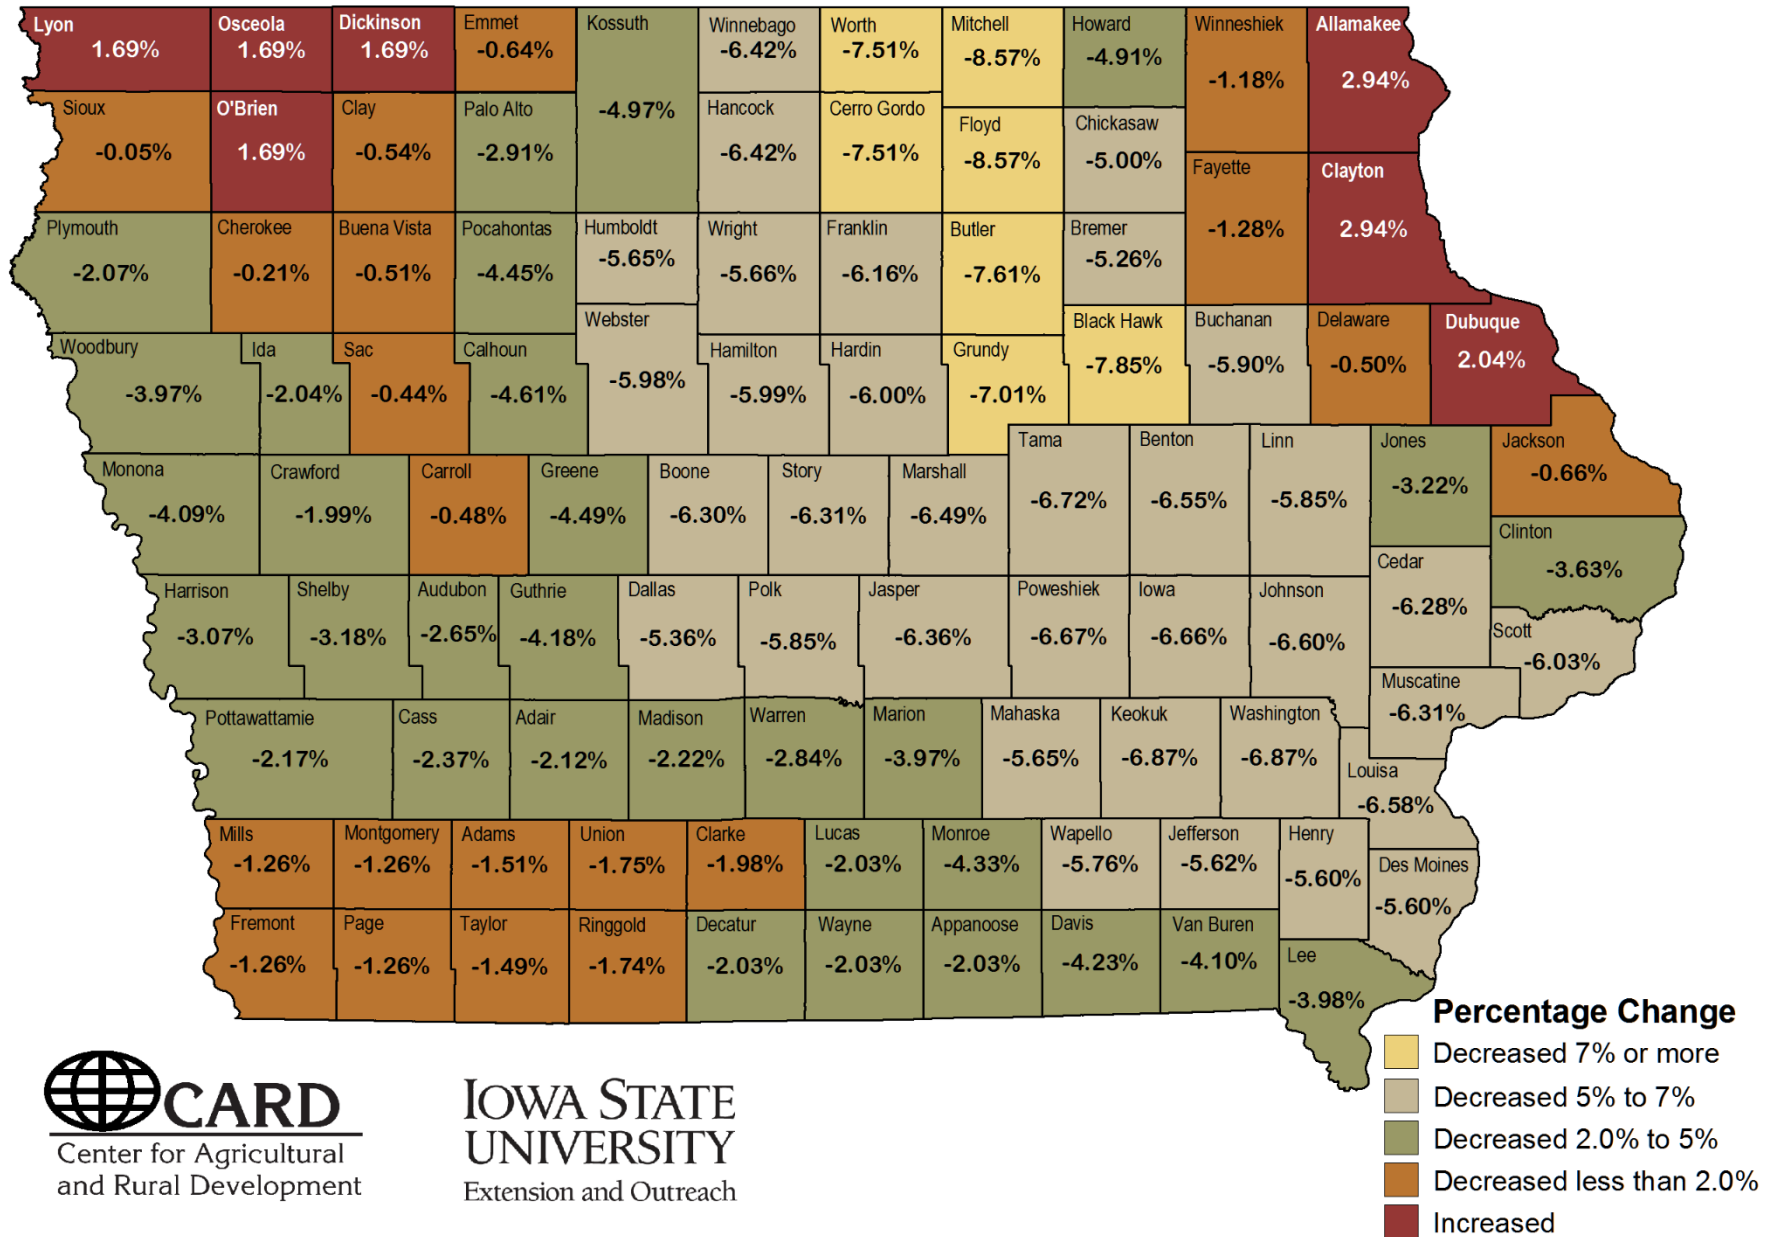 Lyon
1.69%
Osceola
1.69%
Dickinson
1.69%
Emmet
-0.64%
Kossuth
-4.97%
Winnebago
-6.42%
Worth
-7.51%
Mitchell
-8.57%
Howard
-4.91%
Winneshiek
-1.18%
Allamakee
2.94%
Sioux
-0.05%
O'Brien
1.69%
Clay
-0.54%
Palo Alto
-2.91%
Hancock
-6.42%
Cerro Gordo
-7.51%
Floyd
-8.57%
Chickasaw
-5.00%
Fayette
-1.28%
Clayton
2.94%
Plymouth
-2.07%
Cherokee
-0.21%
Buena Vista
-0.51%
Pocahontas
-4.45%
Humboldt
-5.65%
Wright
-5.66%
Franklin
-6.16%
Butler
-7.61%
Bremer
-5.26%
Woodbury
-3.97%
Ida
-2.04%
Sac
-0.44%
Calhoun
-4.61%
Webster
-5.98%
Hamilton
-5.99%
Hardin
-6.00%
Grundy
-7.01%
Black Hawk
-7.85%
Buchanan
-5.90%
Delaware
-0.50%
Dubuque
2.04%
Monona
-4.09%
Crawford
-1.99%
Carroll
-0.48%
Greene
-4.49%
Boone
-6.30%
Story
-6.31%
Marshall
-6.49%
Tama
-6.72%
Benton
-6.55%
Linn
-5.85%
Jones
-3.22%
Jackson
-0.66%
Clinton
-3.63%
Cedar
-6.28%
Harrison
-3.07%
Shelby
-3.18%
Audubon
-2.65%
Guthrie
-4.18%
Dallas
-5.36%
Polk
-5.85%
Jasper
-6.36%
Poweshiek
-6.67%
Iowa
-6.66%
Johnson
-6.60%
Scott
-6.03%
Muscatine
-6.31%
Pottawattamie
-2.17%
Cass
-2.37%
Adair
-2.12%
Madison
-2.22%
Warren
-2.84%
Marion
-3.97%
Mahaska
-5.65%
Keokuk
-6.87%
Washington
-6.87%
Louisa
-6.58%
Mills
-1.26%
Montgomery
-1.26%
Adams
-1.51%
Union
-1.75%
Clarke
-1.98%
Lucas
-2.03%
Monroe
-4.33%
Wapello
-5.76%
Jefferson
-5.62%
Henry
-5.60%
Des Moines
-5.60%
Fremont
-1.26%
Page
-1.26%
Taylor
-1.49%
Ringgold
-1.74%
Decatur
-2.03%
Wayne
-2.03%
Appanoose
-2.03%
Davis
-4.23%
Van Buren
-4.10%
Lee
-3.98%
Percentage Change
Decreased 7% or more
Decreased 5% to 7%
Decreased 2.0% to 5%
Decreased less than 2.0%
Increased
CARD
Center for Agricultural
and Rural Development
IOWA STATE
UNIVERSITY
Extension and Outreach